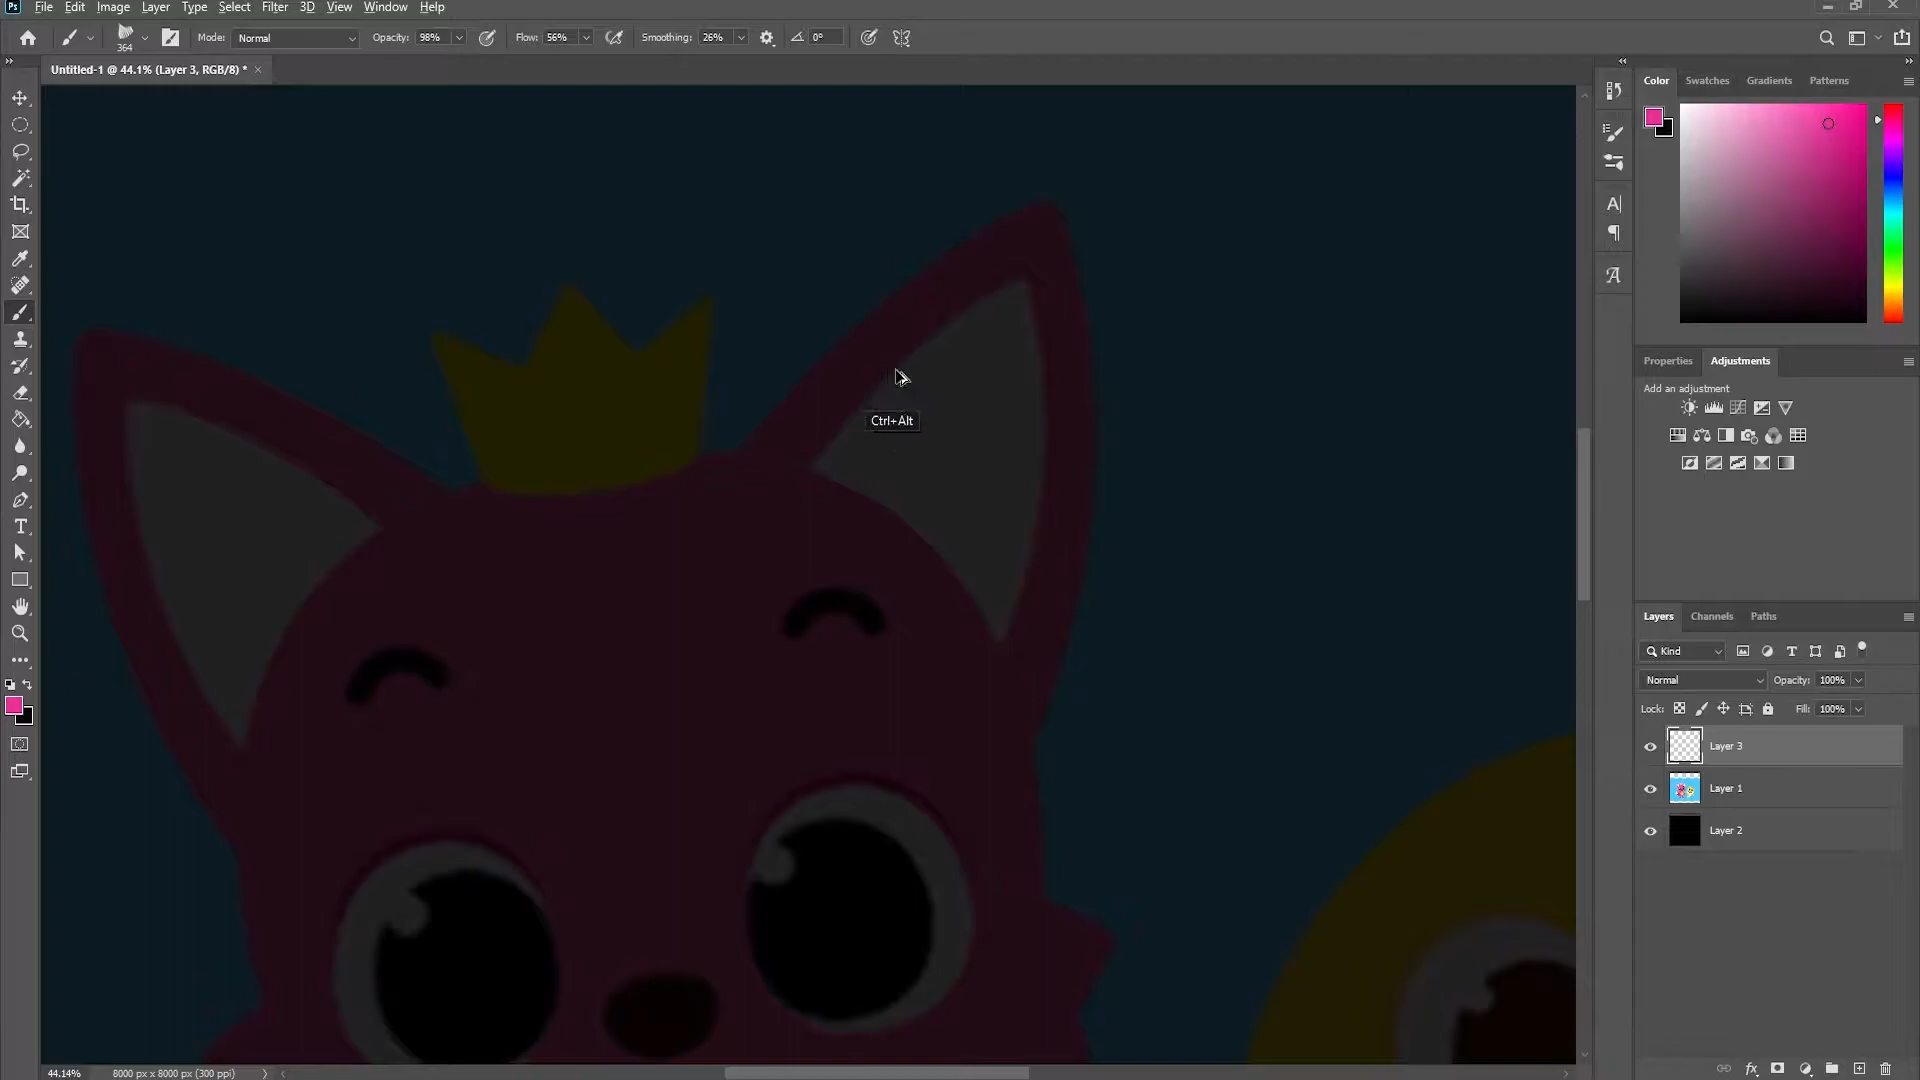 Ps File Edit Image Layer Type Select Filter 3D View Window Help
364 Mode: Normal Opacity: 98% Flow: 56% Smoothing: 26% 0°
Untitled-1 @ 44.1% (Layer 3, RGB/8) * ×
Color Swatches Gradients Patterns
Properties Adjustments
Add an adjustment
Ctrl+Alt
Layers Channels Paths
Kind
Normal Opacity: 100%
Lock: Fill: 100%
Layer 3
Layer 1
Layer 2
44.14% 8000 px x 8000 px (300 ppi)